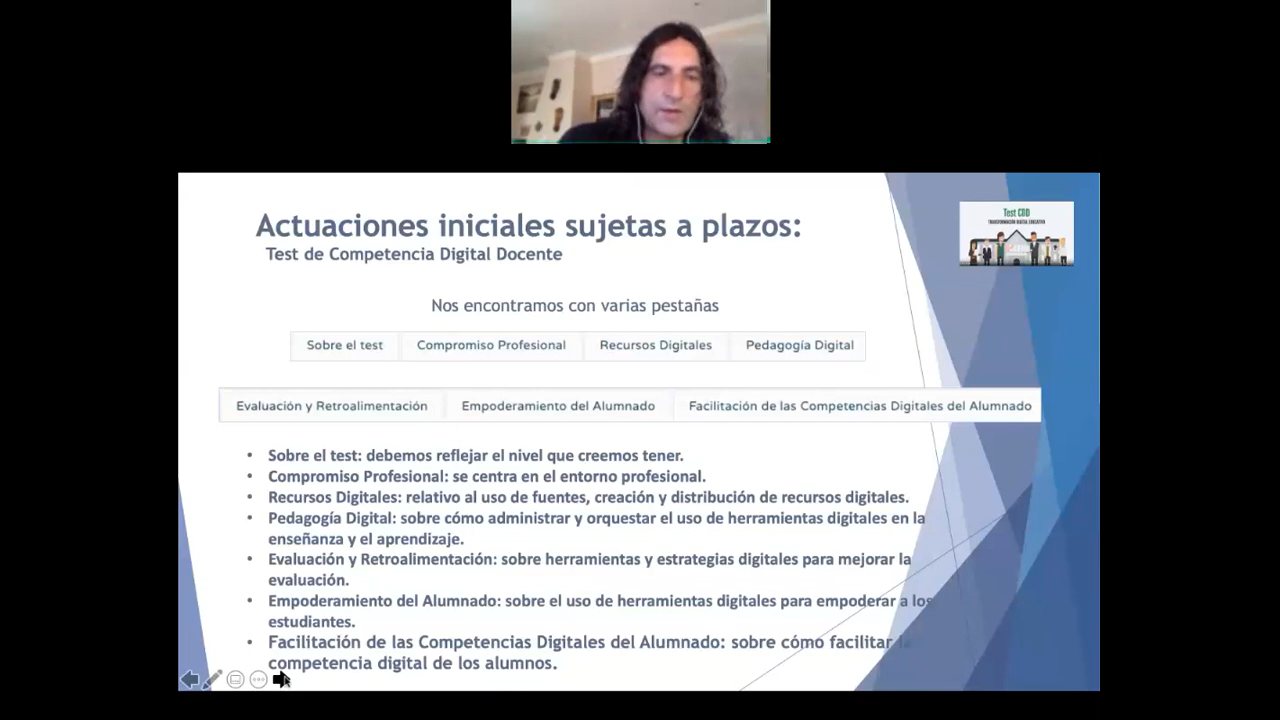 Actuaciones iniciales sujetas a plazos:
Test de Competencia Digital Docente
Test CDD
TRANSFORMACIÓN DIGITAL EDUCATIVA
Nos encontramos con varias pestañas
Sobre el test Compromiso Profesional Recursos Digitales Pedagogía Digital
Evaluación y Retroalimentación Empoderamiento del Alumnado Facilitación de las Competencias Digitales del Alumnado
• Sobre el test: debemos reflejar el nivel que creemos tener.
• Compromiso Profesional: se centra en el entorno profesional.
• Recursos Digitales: relativo al uso de fuentes, creación y distribución de recursos digitales.
• Pedagogía Digital: sobre cómo administrar y orquestar el uso de herramientas digitales en la
enseñanza y el aprendizaje.
• Evaluación y Retroalimentación: sobre herramientas y estrategias digitales para mejorar la
evaluación.
• Empoderamiento del Alumnado: sobre el uso de herramientas digitales para empoderar a los
estudiantes.
• Facilitación de las Competencias Digitales del Alumnado: sobre cómo facilitar la
competencia digital de los alumnos.